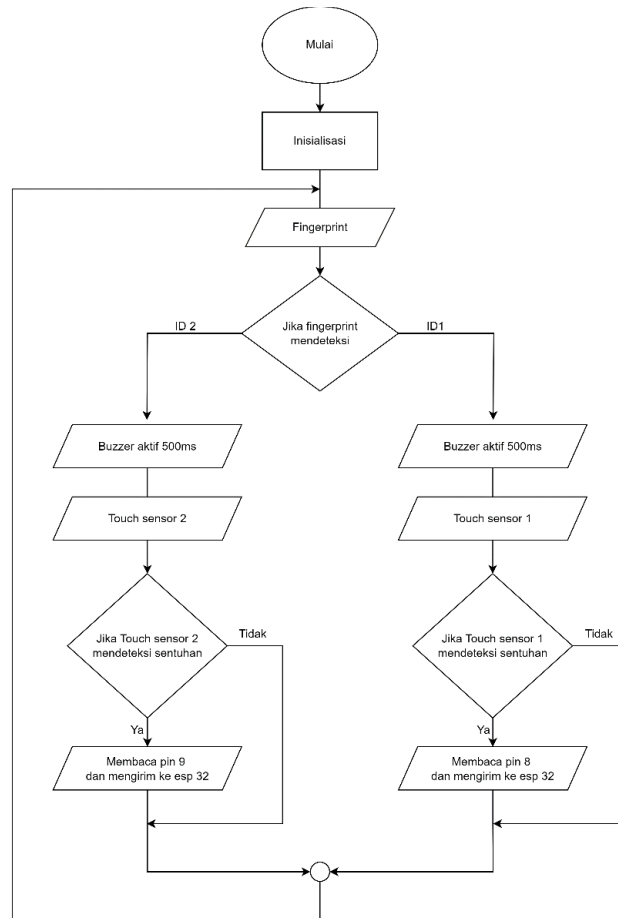 Mulai
Inisialisasi
Fingerprint
Jika fingerprint
mendeteksi
ID 2
ID1
Buzzer aktif 500ms
Buzzer aktif 500ms
Touch sensor 2
Touch sensor 1
Jika Touch sensor 2
mendeteksi sentuhan
Tidak
Jika Touch sensor 1
mendeteksi sentuhan
Tidak
Ya
Ya
Membaca pin 9
dan mengirim ke esp 32
Membaca pin 8
dan mengirim ke esp 32